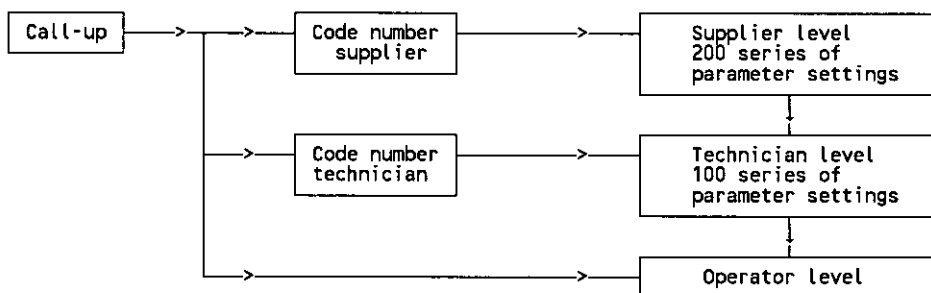 Call-up
Code number
supplier
Supplier level
200 series of
parameter settings
Code number
technician
Technician level
100 series of
parameter settings
Operator level